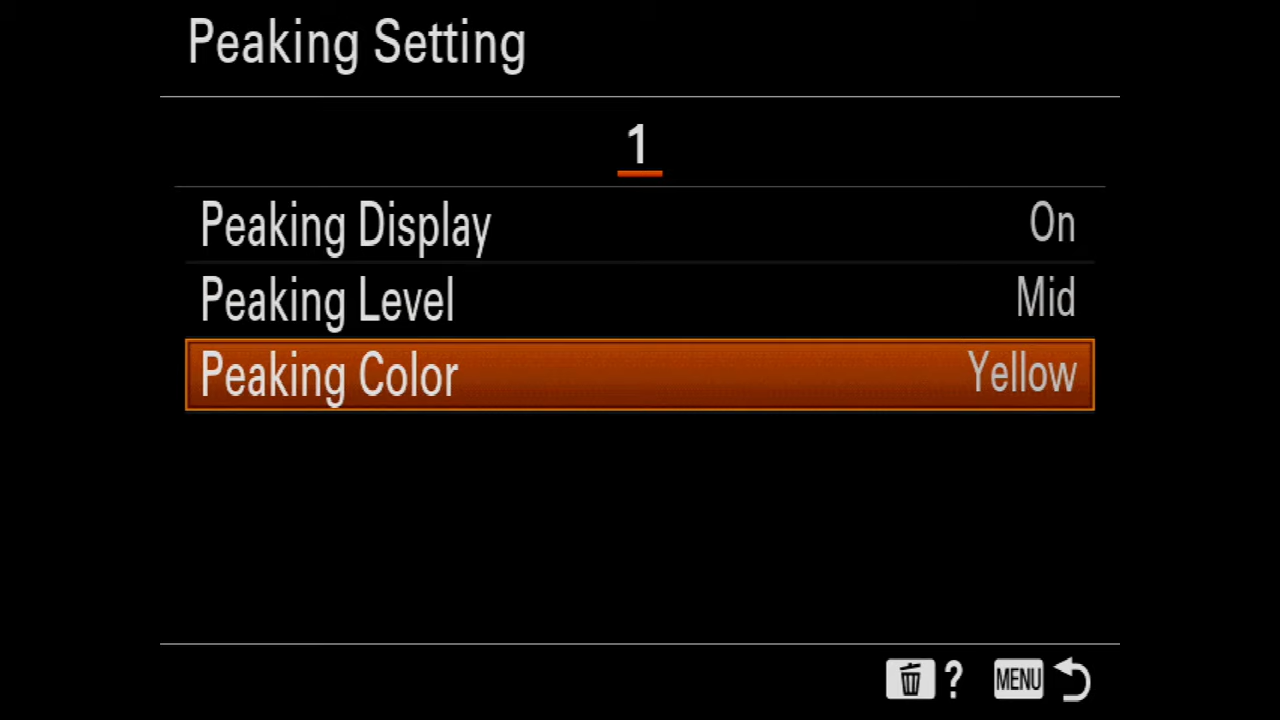 Peaking Setting
1
Peaking Display On
Peaking Level Mid
Peaking Color Yellow
? MENU